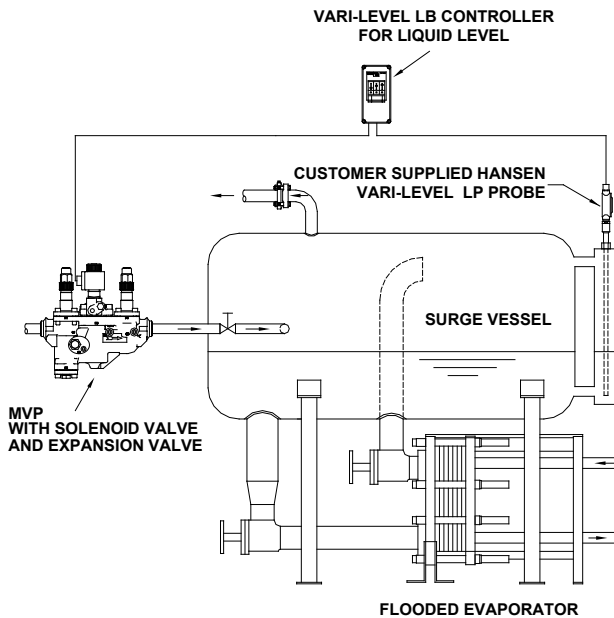 VARI-LEVEL LB CONTROLLER
FOR LIQUID LEVEL
CUSTOMER SUPPLIED HANSEN
VARI-LEVEL LP PROBE
SURGE VESSEL
MVP
WITH SOLENOID VALVE
AND EXPANSION VALVE
FLOODED EVAPORATOR